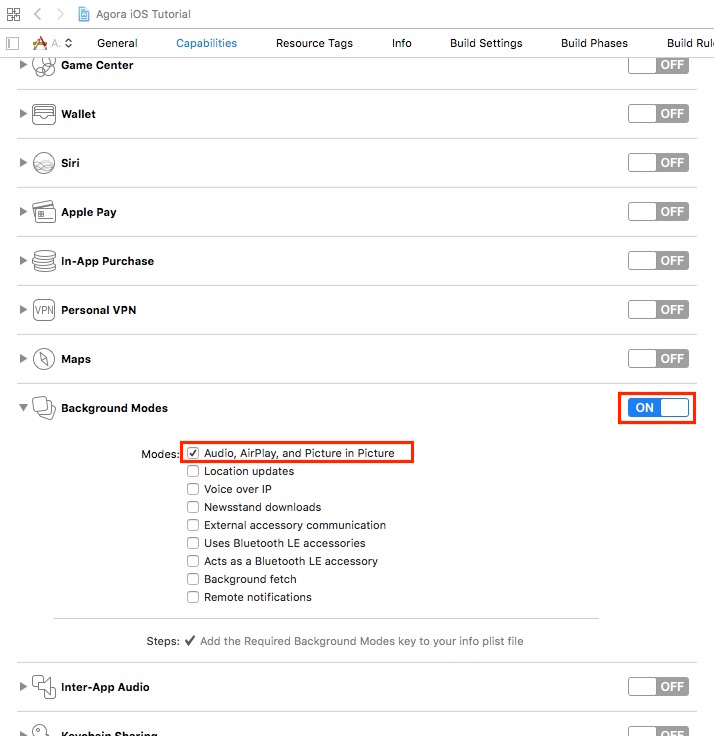 Agora iOS Tutorial
A. General Capabilities Resource Tags Info Build Settings Build Phases Build Rul
Game Center OFF
Wallet OFF
Siri OFF
Apple Pay OFF
In-App Purchase OFF
VPN Personal VPN OFF
Maps OFF
Background Modes ON
Modes: Audio, AirPlay, and Picture in Picture
Location updates
Voice over IP
Newsstand downloads
External accessory communication
Uses Bluetooth LE accessories
Acts as a Bluetooth LE accessory
Background fetch
Remote notifications
Steps: ✔ Add the Required Background Modes key to your info plist file
Inter-App Audio OFF
Keychain Sharing OFF